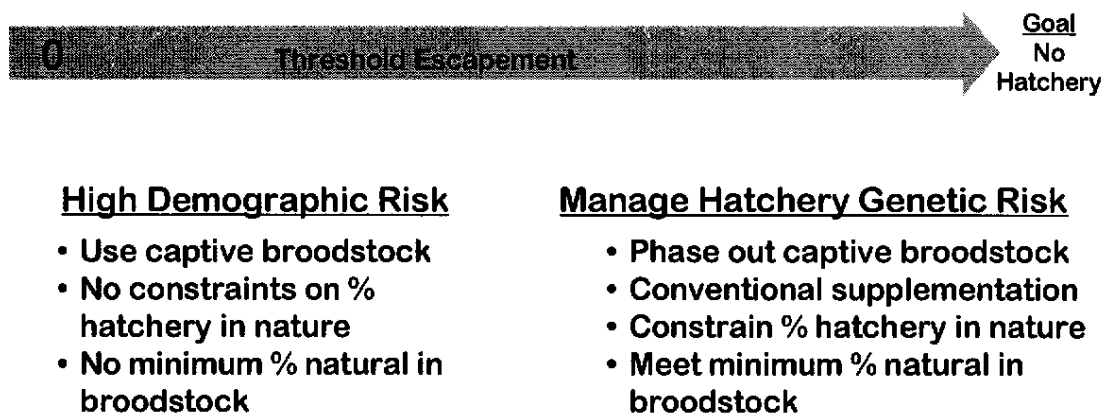 0 Threshold Escapement
Goal
No
Hatchery
High Demographic Risk
• Use captive broodstock
• No constraints on %
hatchery in nature
• No minimum % natural in
broodstock
Manage Hatchery Genetic Risk
• Phase out captive broodstock
• Conventional supplementation
• Constrain % hatchery in nature
• Meet minimum % natural in
broodstock